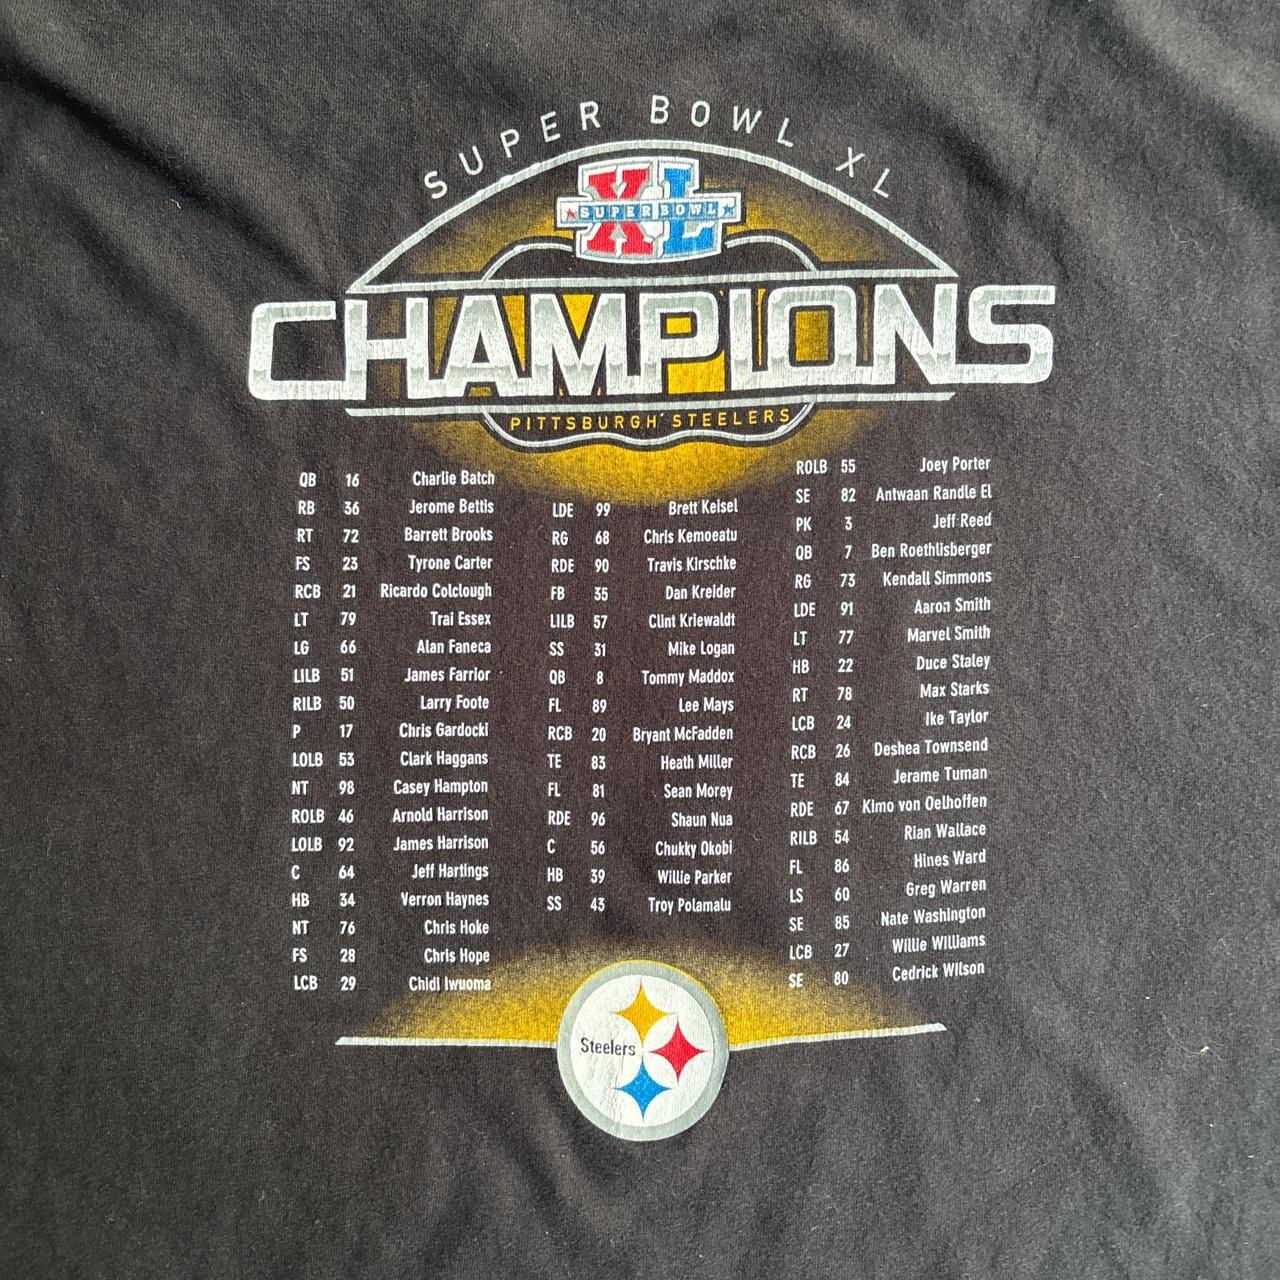 SUPER BOWL XL
XL
SUPER BOWL
CHAMPIONS
PITTSBURGH STEELERS
QB 16 Charlie Batch
RB 36 Jerome Bettis
RT 72 Barrett Brooks
FS 23 Tyrone Carter
RCB 21 Ricardo Colclough
LT 79 Trai Essex
LG 66 Alan Faneca
LILB 51 James Farrior
RILB 50 Larry Foote
P 17 Chris Gardocki
LOLB 53 Clark Haggans
NT 98 Casey Hampton
ROLB 46 Arnold Harrison
LOLB 92 James Harrison
C 64 Jeff Hartings
HB 34 Verron Haynes
NT 76 Chris Hoke
FS 28 Chris Hope
LCB 29 Chidi Iwuoma
LDE 99 Brett Keisel
RG 68 Chris Kemoeatu
RDE 90 Travis Kirschke
FB 35 Dan Kreider
LILB 57 Clint Kriewaldt
SS 31 Mike Logan
QB 8 Tommy Maddox
FL 89 Lee Mays
RCB 20 Bryant McFadden
TE 83 Heath Miller
FL 81 Sean Morey
RDE 96 Shaun Nua
C 56 Chukky Okobi
HB 39 Willie Parker
SS 43 Troy Polamalu
ROLB 55 Joey Porter
SE 82 Antwaan Randle El
PK 3 Jeff Reed
QB 7 Ben Roethlisberger
RG 73 Kendall Simmons
LDE 91 Aaron Smith
LT 77 Marvel Smith
HB 22 Duce Staley
RT 78 Max Starks
LCB 24 Ike Taylor
RCB 26 Deshea Townsend
TE 84 Jerame Tuman
RDE 67 Kimo von Oelhoffen
RILB 54 Rian Wallace
FL 86 Hines Ward
LS 60 Greg Warren
SE 85 Nate Washington
LCB 27 Willie Williams
SE 80 Cedrick Wilson
Steelers